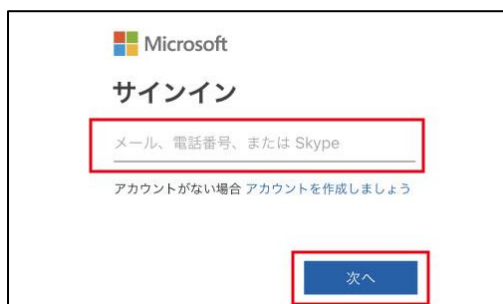 Microsoft
サインイン
メール、電話番号、または Skype
アカウントがない場合 アカウントを作成しましょう
次へ